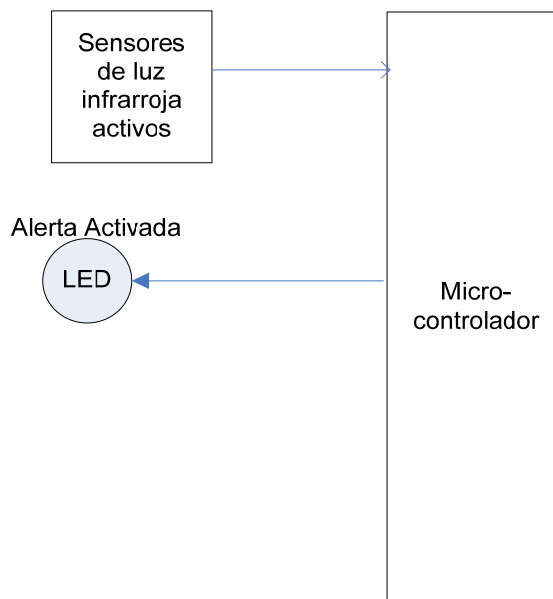 Sensores
de luz
infrarroja
activos
Alerta Activada
LED
Micro-
controlador